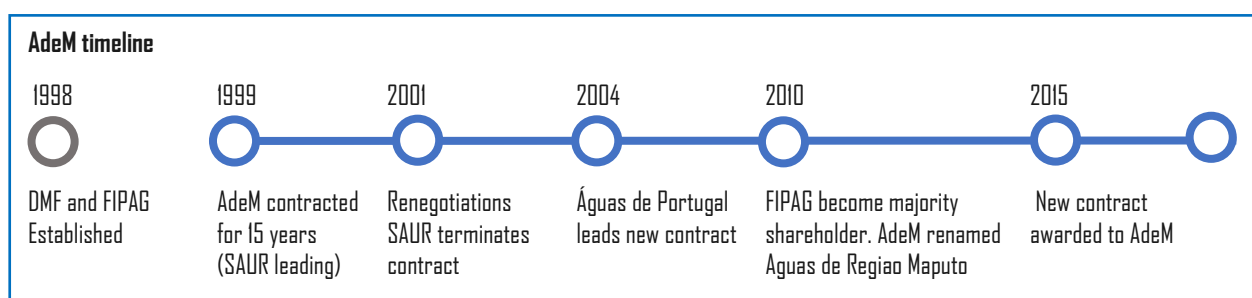 AdeM timeline
1998
1999
2001
2004
2010
2015
DMF and FIPAG
Established
AdeM contracted
for 15 years
(SAUR leading)
Renegotiations
SAUR terminates
contract
Águas de Portugal
leads new contract
FIPAG become majority
shareholder. AdeM renamed
Aguas de Regiao Maputo
New contract
awarded to AdeM